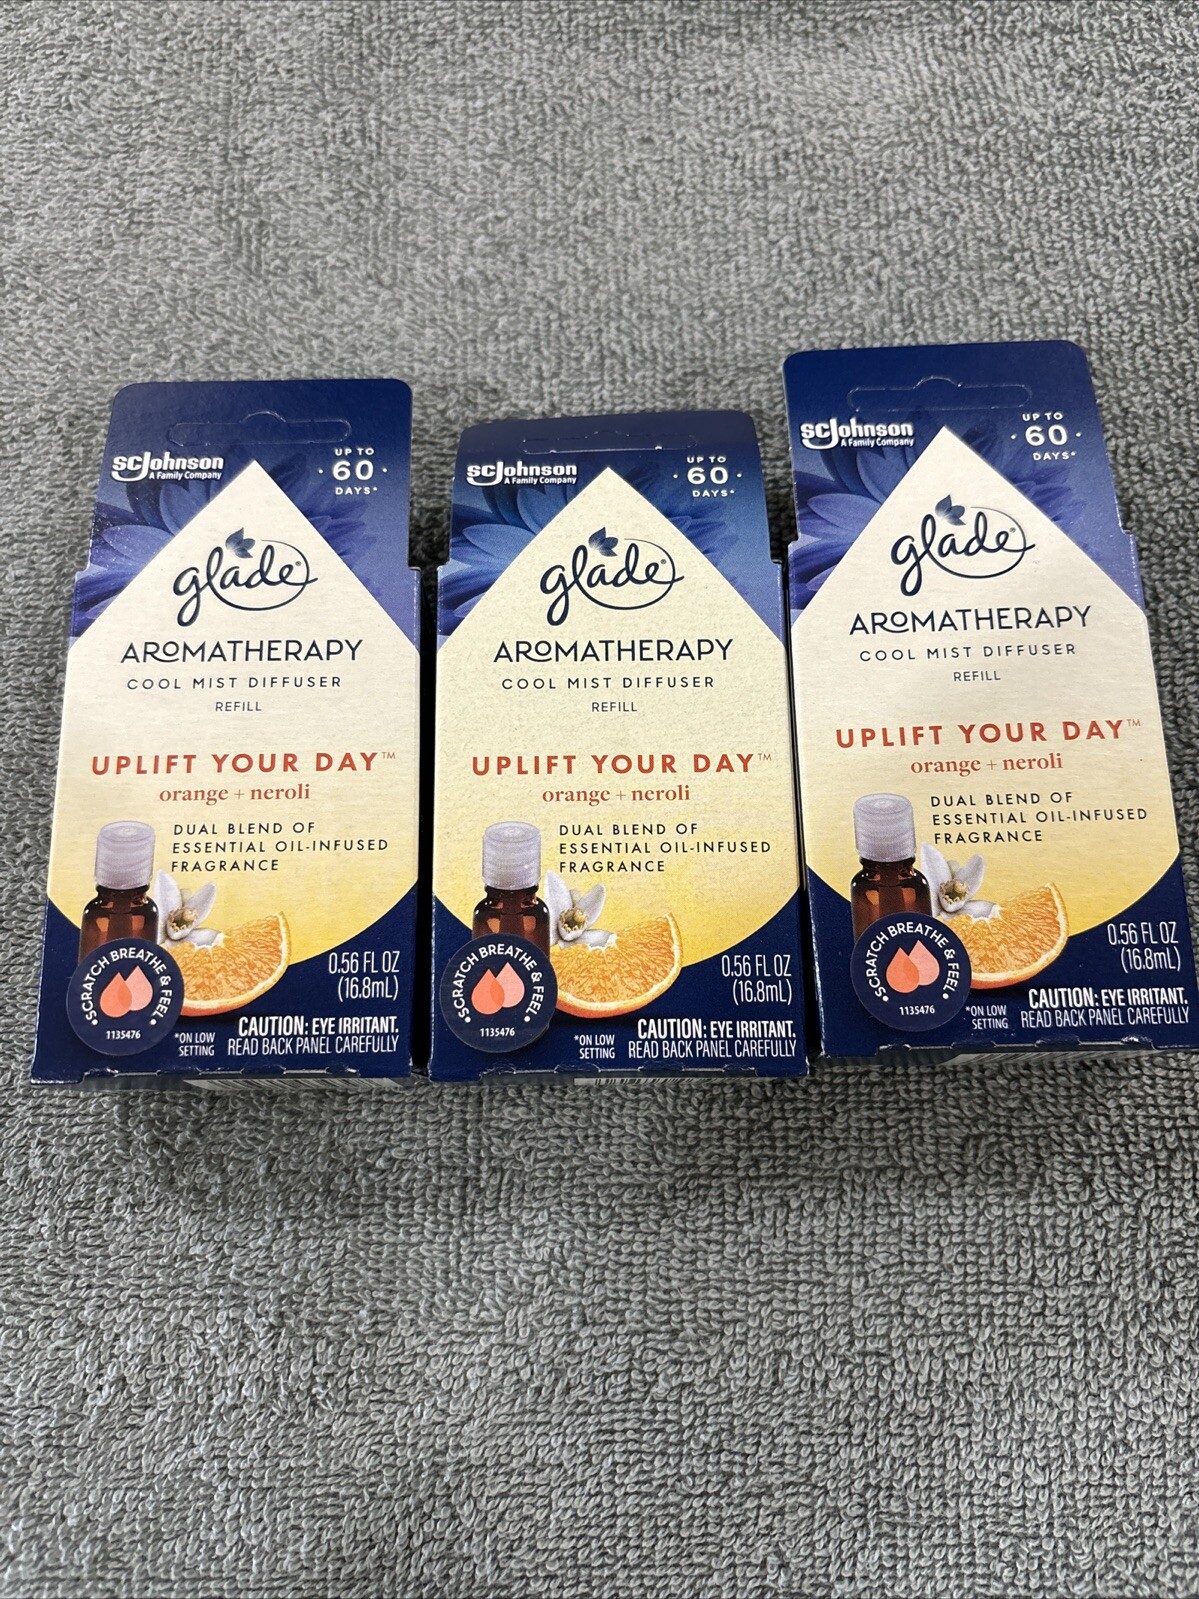 SCJohnson
A Family Company
UP TO
· 60 ·
DAYS*
glade®
AROMATHERAPY
COOL MIST DIFFUSER
REFILL
UPLIFT YOUR DAY™
orange + neroli
DUAL BLEND OF
ESSENTIAL OIL-INFUSED
FRAGRANCE
• SCRATCH BREATHE & FEEL •
1135476
0.56 FL OZ
(16.8mL)
*ON LOW
SETTING
CAUTION: EYE IRRITANT.
READ BACK PANEL CAREFULLY
SCJohnson
A Family Company
UP TO
· 60 ·
DAYS*
glade®
AROMATHERAPY
COOL MIST DIFFUSER
REFILL
UPLIFT YOUR DAY™
orange + neroli
DUAL BLEND OF
ESSENTIAL OIL-INFUSED
FRAGRANCE
• SCRATCH BREATHE & FEEL •
1135476
0.56 FL OZ
(16.8mL)
*ON LOW
SETTING
CAUTION: EYE IRRITANT.
READ BACK PANEL CAREFULLY
SCJohnson
A Family Company
UP TO
· 60 ·
DAYS*
glade®
AROMATHERAPY
COOL MIST DIFFUSER
REFILL
UPLIFT YOUR DAY™
orange + neroli
DUAL BLEND OF
ESSENTIAL OIL-INFUSED
FRAGRANCE
• SCRATCH BREATHE & FEEL •
1135476
0.56 FL OZ
(16.8mL)
*ON LOW
SETTING
CAUTION: EYE IRRITANT.
READ BACK PANEL CAREFULLY